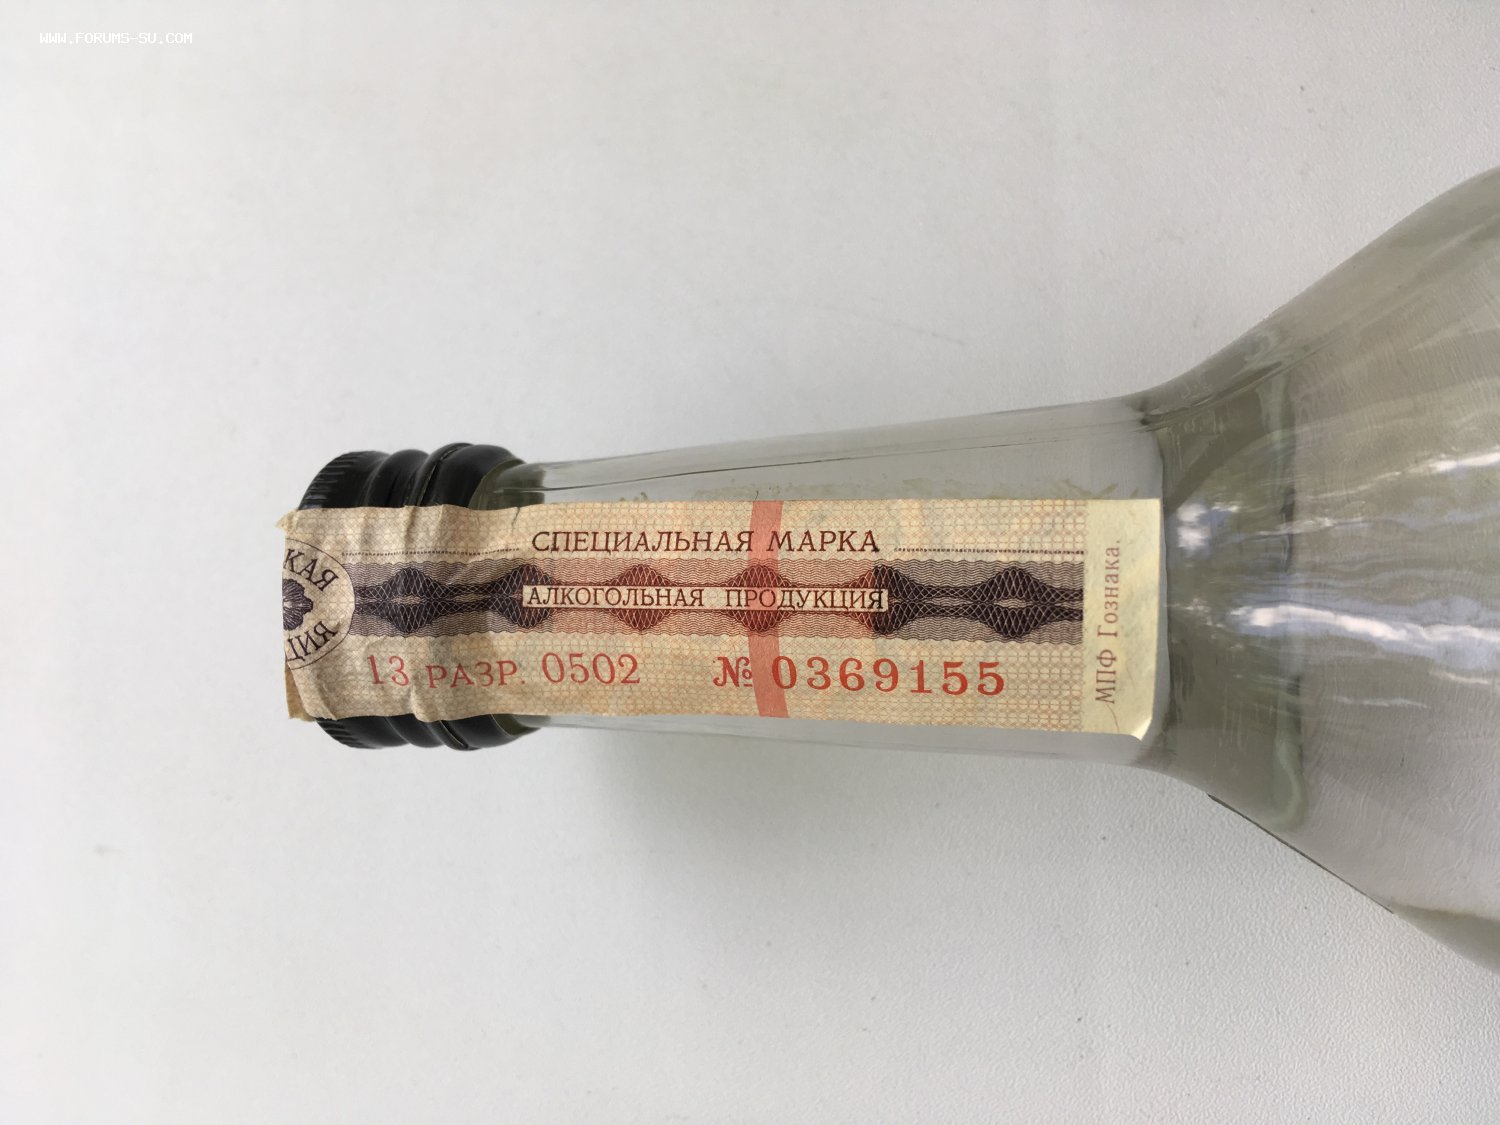 WWW.FORUMS-SU.COM
СПЕЦИАЛЬНАЯ МАРКА
АЛКОГОЛЬНАЯ ПРОДУКЦИЯ
13 РАЗР. 0502 № 0369155
МПФ Гознака.